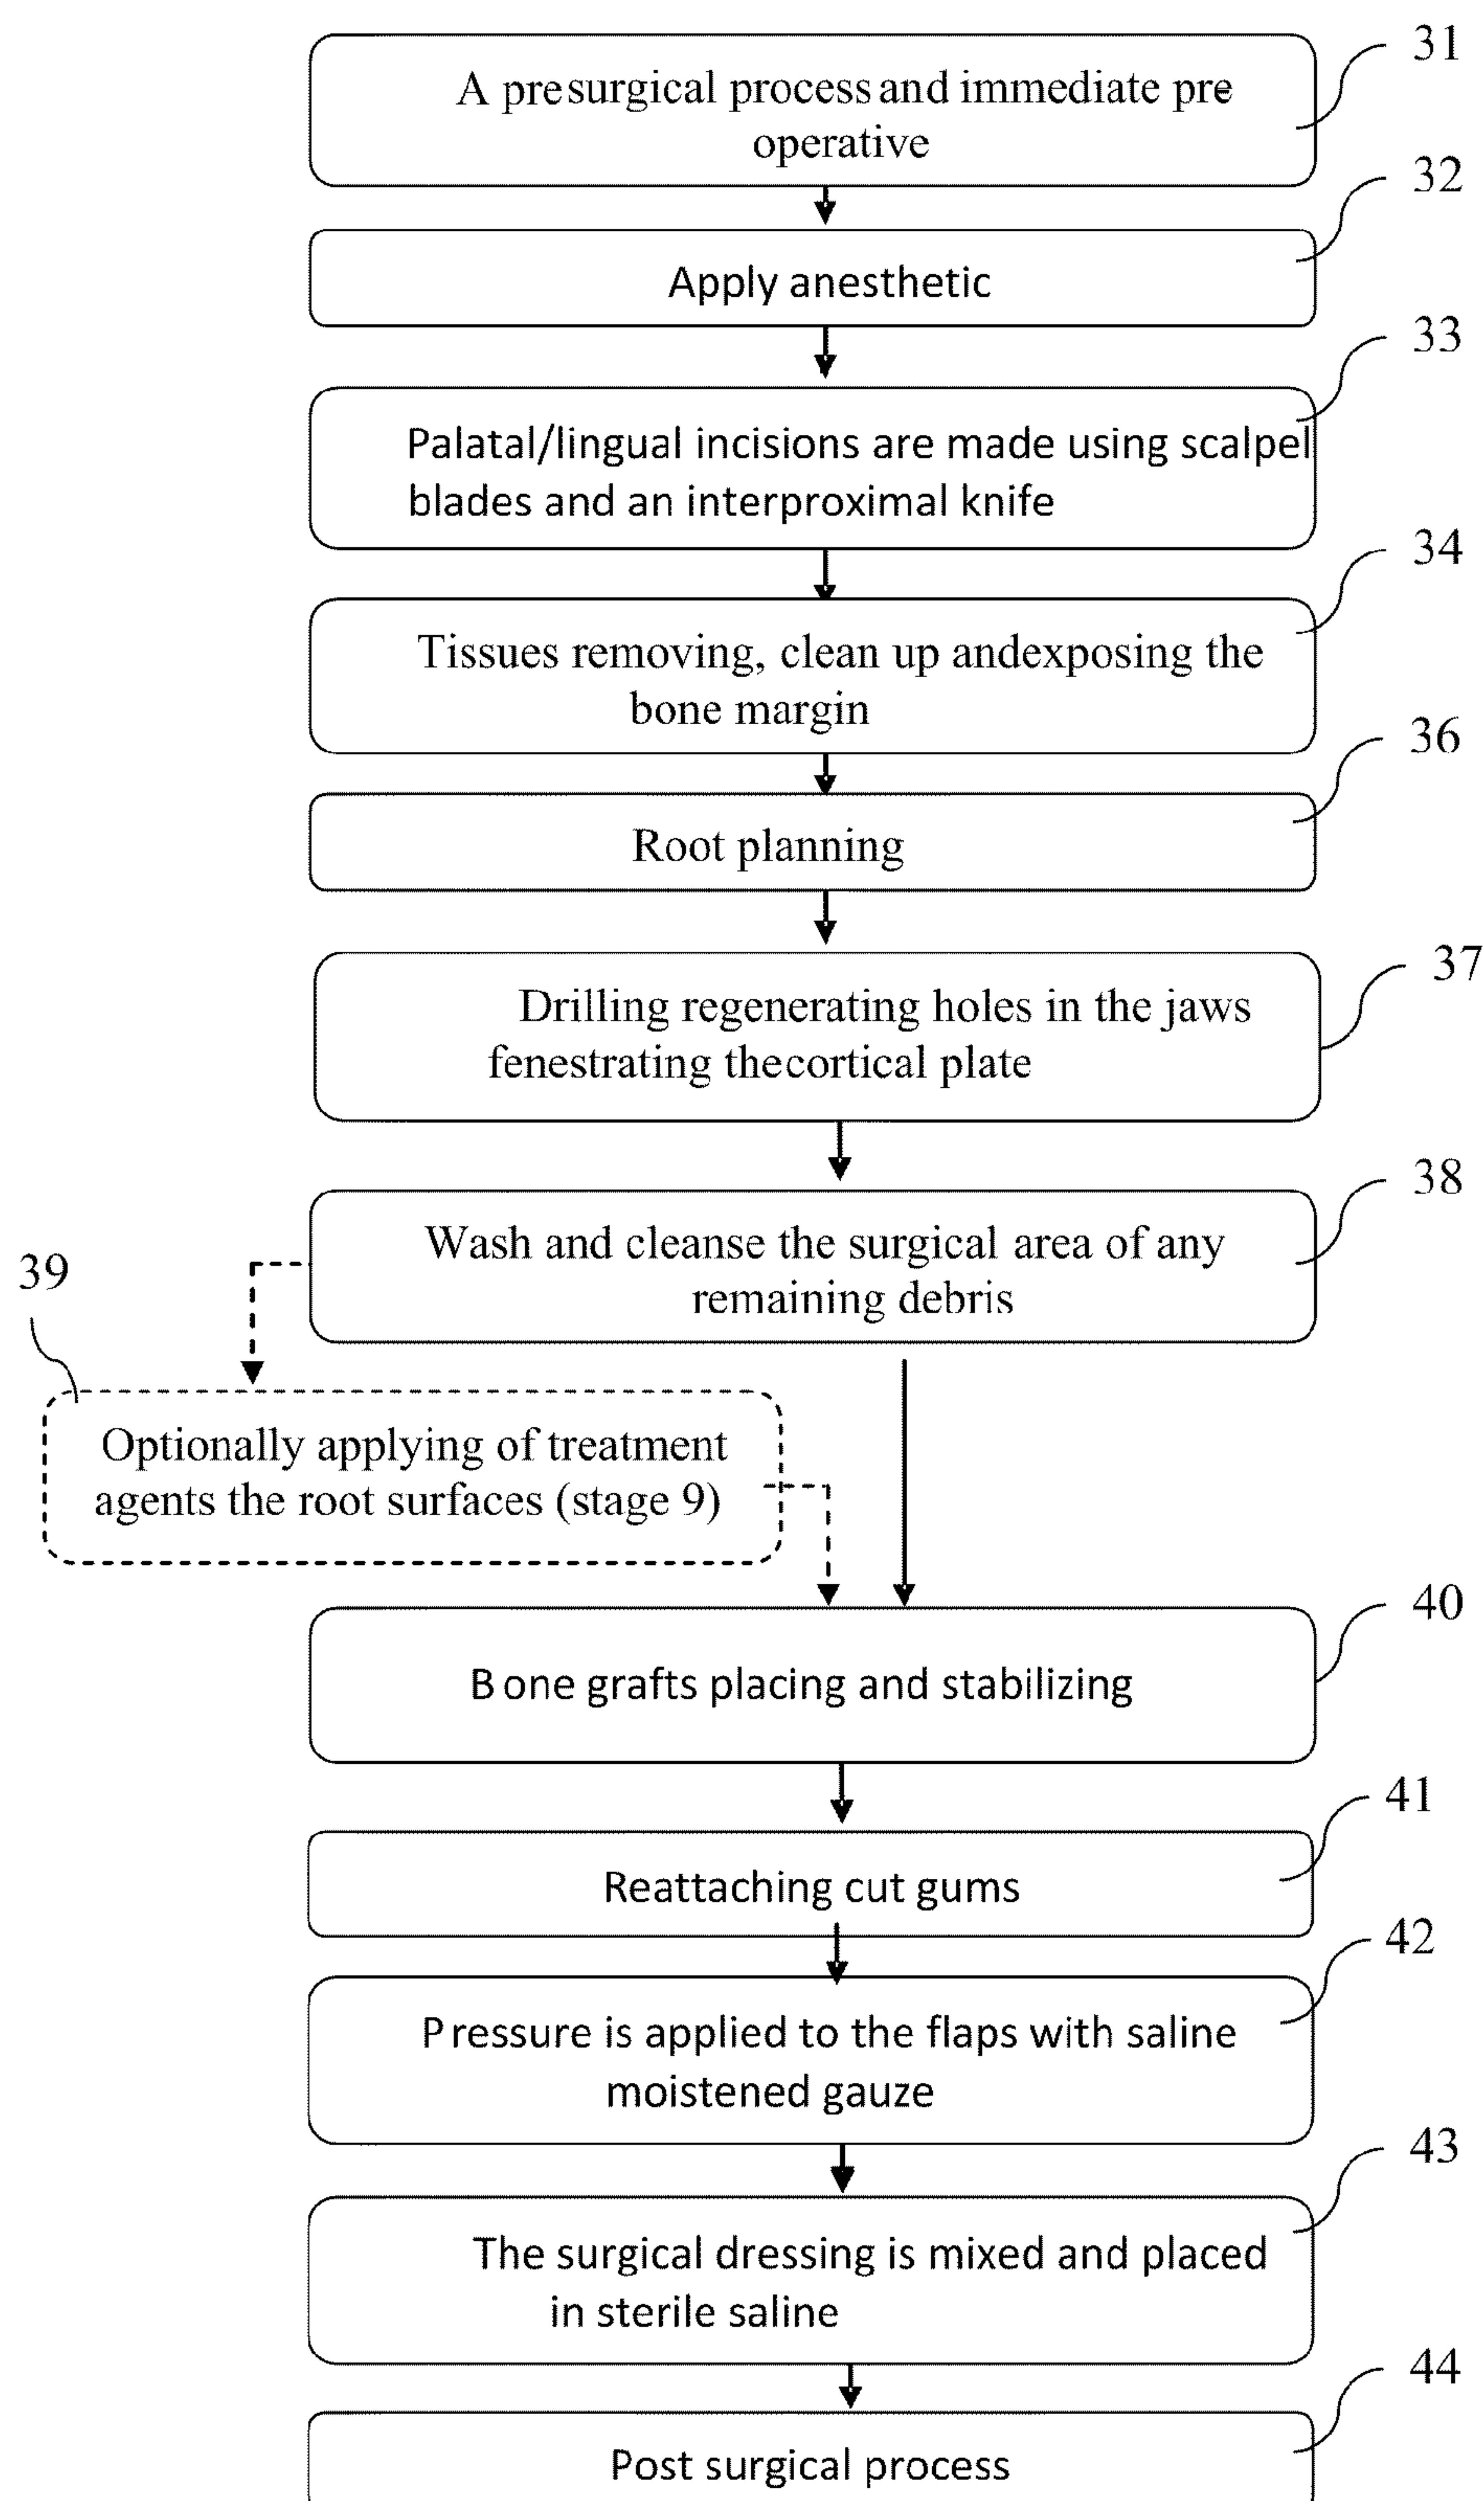 31
A presurgical process and immediate pre
operative
32
Apply anesthetic
33
Palatal/lingual incisions are made using scalpel
blades and an interproximal knife
34
Tissues removing, clean up andexposing the
bone margin
36
Root planning
37
Drilling regenerating holes in the jaws
fenestrating thecortical plate
38
Wash and cleanse the surgical area of any
remaining debris
39
Optionally applying of treatment
agents the root surfaces (stage 9)
40
Bone grafts placing and stabilizing
41
Reattaching cut gums
42
Pressure is applied to the flaps with saline
moistened gauze
43
The surgical dressing is mixed and placed
in sterile saline
44
Post surgical process